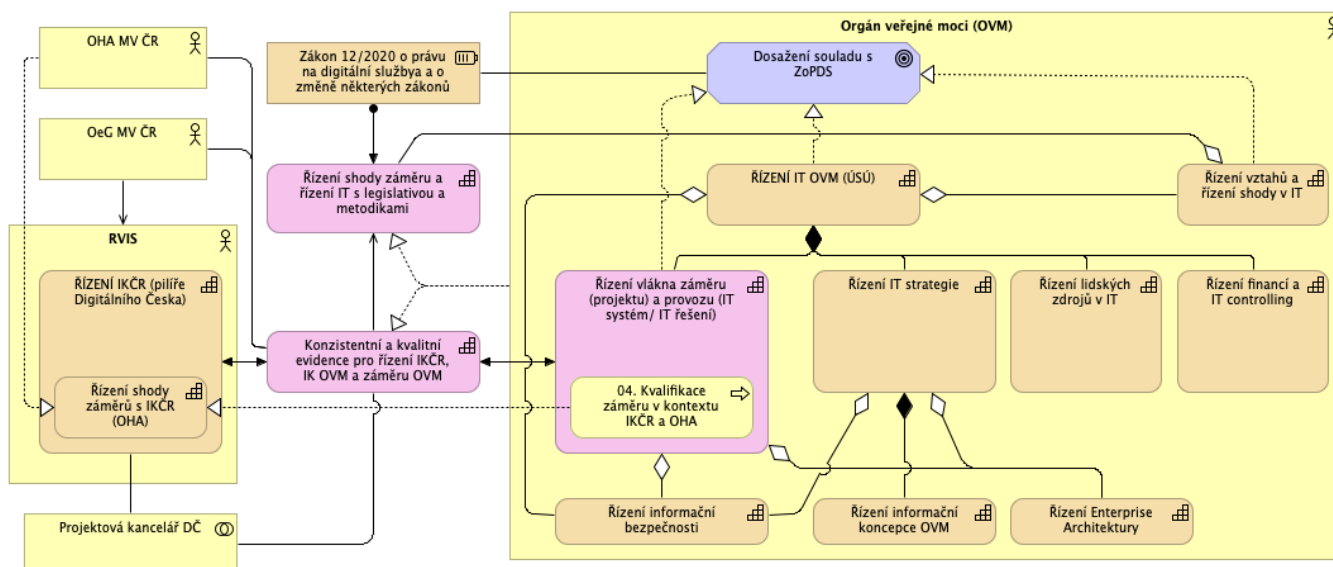 OHA MV ČR
OeG MV ČR
Zákon 12/2020 o právu
na digitální službya a o
změně některých zákonů
Orgán veřejné moci (OVM)
Dosažení souladu s
ZoPDS
Řízení shody záměru a
řízení IT s legislativou a
metodikami
ŘÍZENÍ IT OVM (ÚSÚ)
Řízení vztahů a
řízení shody v IT
RVIS
ŘÍZENÍ IKČR (pilíře
Digitálního Česka)
Řízení shody
záměrů s IKČR
(OHA)
Konzistentní a kvalitní
evidence pro řízení IKČR,
IK OVM a záměru OVM
Řízení vlákna záměru
(projektu) a provozu (IT
systém/ IT řešení)
04. Kvalifikace
záměru v kontextu
IKČR a OHA
Řízení IT strategie
Řízení lidských
zdrojů v IT
Řízení financí a
IT controlling
Projektová kancelář DČ
Řízení informační
bezpečnosti
Řízení informační
koncepce OVM
Řízení Enterprise
Architektury